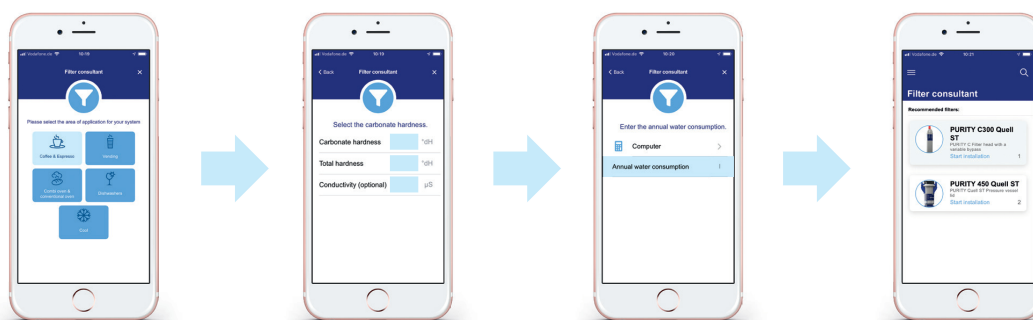 Vodafone.de 10:19
Filter consultant
Please select the area of application for your system
Coffee & Espresso
Vending
Combi oven &
conventional oven
Dishwashers
Cool
Vodafone.de 10:19
Back Filter consultant
Select the carbonate hardness.
Carbonate hardness °dH
Total hardness °dH
Conductivity (optional) µS
Vodafone.de 10:20
Back Filter consultant
Enter the annual water consumption.
Computer
Annual water consumption l
Vodafone.de 10:21
Filter consultant
Recommended filters:
PURITY C300 Quell
ST
PURITY C Filter head with a
variable bypass
Start installation 1
PURITY 450 Quell ST
PURITY Quell ST Pressure vessel
lid
Start installation 2